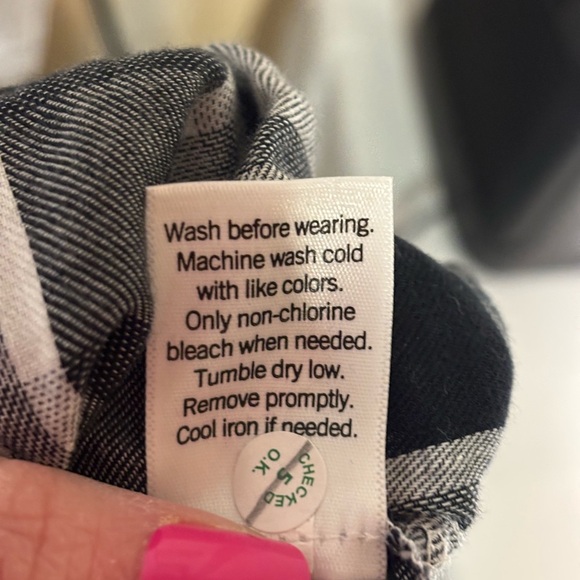 Wash before wearing.
Machine wash cold
with like colors.
Only non-chlorine
bleach when needed.
Tumble dry low.
Remove promptly.
Cool iron if needed.
CHECKED
5
O.K.